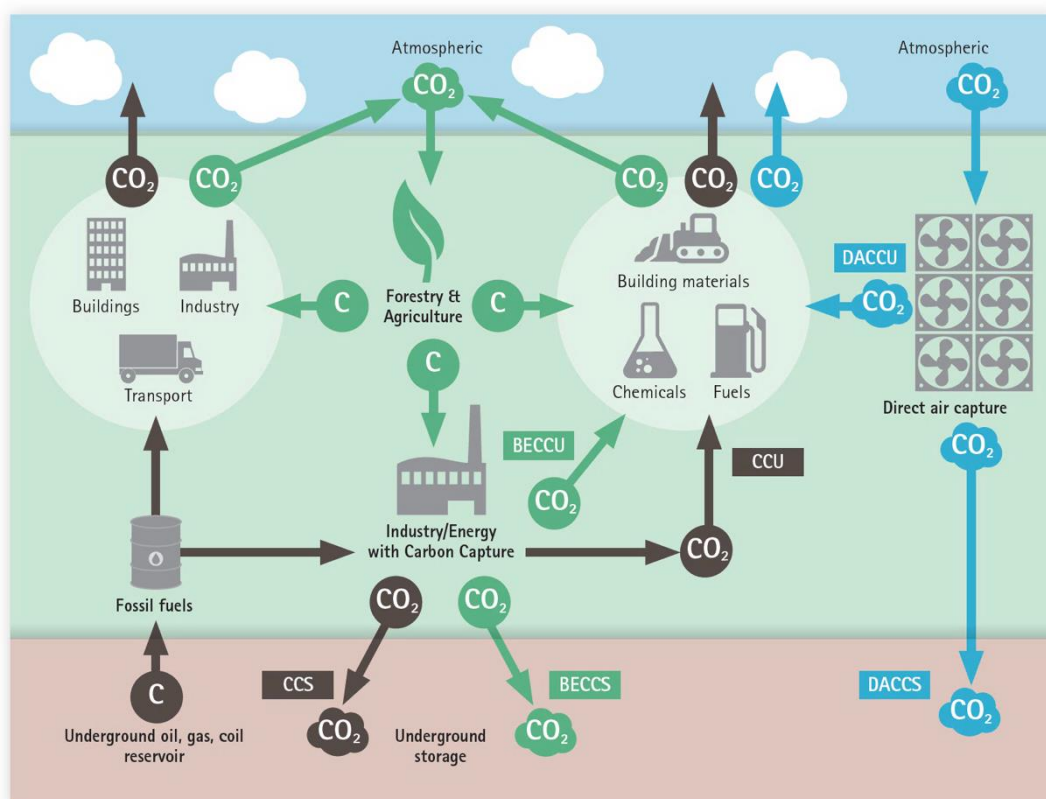 Atmospheric
Atmospheric
CO₂
CO₂
CO₂
CO₂
CO₂
CO₂
CO₂
DACCU
Buildings
Industry
Building materials
C
Forestry &
Agriculture
C
CO₂
C
Transport
Chemicals
Fuels
Direct air capture
BECCU
CO₂
CCU
CO₂
Industry/Energy
with Carbon Capture
CO₂
Fossil fuels
CO₂
CO₂
CCS
BECCS
DACCS
C
CO₂
CO₂
CO₂
Underground oil, gas, coil
reservoir
Underground
storage